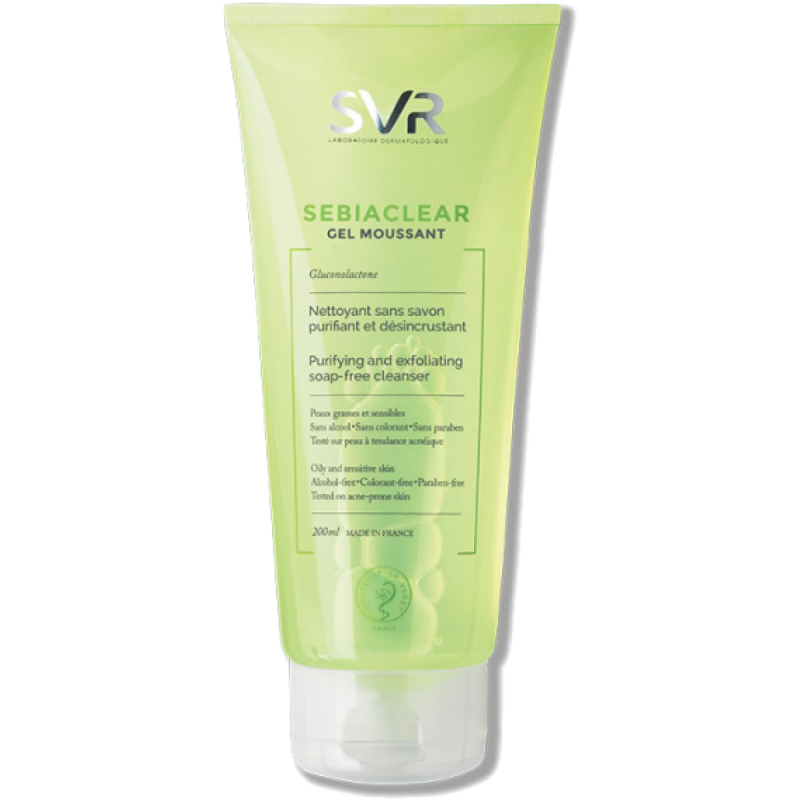 SVR
LABORATOIRE DERMATOLOGIQUE
SEBIACLEAR
GEL MOUSSANT
Gluconolactone
Nettoyant sans savon
purifiant et désincrustant
Purifying and exfoliating
soap-free cleanser
Peaux grasses et sensibles
Sans alcool•Sans colorant•Sans paraben
Testé sur peau à tendance acnéique
Oily and sensitive skin
Alcohol-free•Colorant-free•Paraben-free
Tested on acne-prone skin
200ml MADE IN FRANCE
PARIS